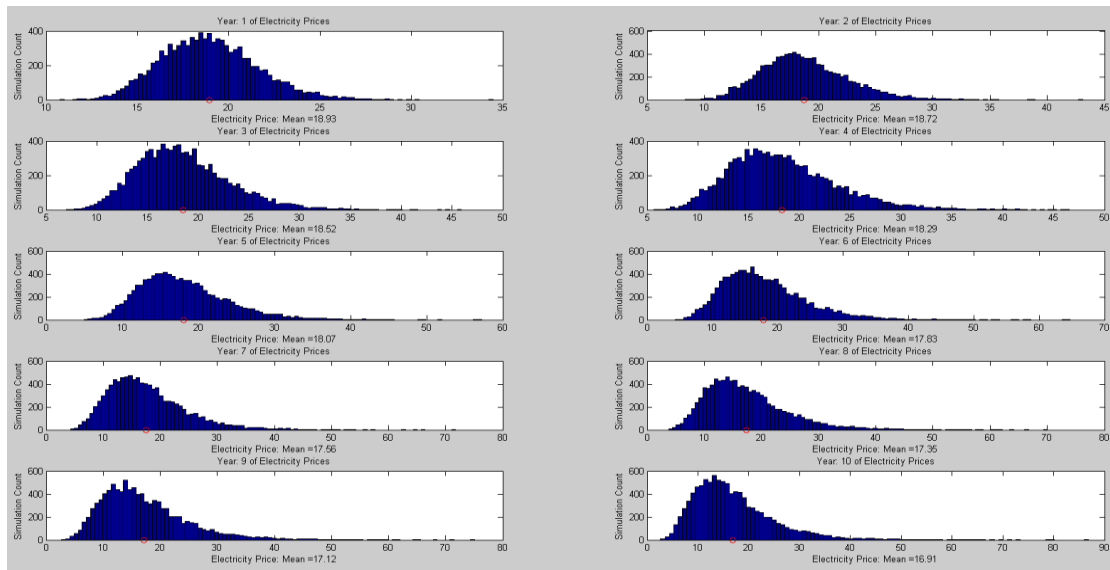 Year: 1 of Electricity Prices
Simulation Count
400
200
0
10 15 20 25 30 35
Electricity Price: Mean =18.93
Year: 2 of Electricity Prices
Simulation Count
600
400
200
0
5 10 15 20 25 30 35 40 45
Electricity Price: Mean =18.72
Year: 3 of Electricity Prices
Simulation Count
400
200
0
5 10 15 20 25 30 35 40 45 50
Electricity Price: Mean =18.52
Year: 4 of Electricity Prices
Simulation Count
400
200
0
5 10 15 20 25 30 35 40 45 50
Electricity Price: Mean =18.29
Year: 5 of Electricity Prices
Simulation Count
600
400
200
0
0 10 20 30 40 50 60
Electricity Price: Mean =18.07
Year: 6 of Electricity Prices
Simulation Count
600
400
200
0
0 10 20 30 40 50 60 70
Electricity Price: Mean =17.83
Year: 7 of Electricity Prices
Simulation Count
600
400
200
0
0 10 20 30 40 50 60 70 80
Electricity Price: Mean =17.56
Year: 8 of Electricity Prices
Simulation Count
600
400
200
0
0 10 20 30 40 50 60 70 80
Electricity Price: Mean =17.35
Year: 9 of Electricity Prices
Simulation Count
600
400
200
0
0 10 20 30 40 50 60 70 80
Electricity Price: Mean =17.12
Year: 10 of Electricity Prices
Simulation Count
600
400
200
0
0 10 20 30 40 50 60 70 80 90
Electricity Price: Mean =16.91